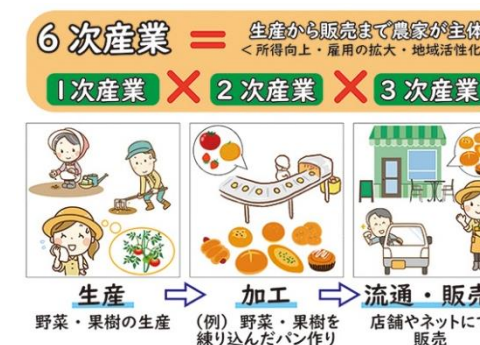 6次産業 = 生産から販売まで農家が主体
<所得向上・雇用の拡大・地域活性化
1次産業 × 2次産業 × 3次産業
生産 ⇨ 加工 ⇨ 流通・販売
野菜・果樹の生産
(例) 野菜・果樹を
練り込んだパン作り
店舗やネットにて
販売